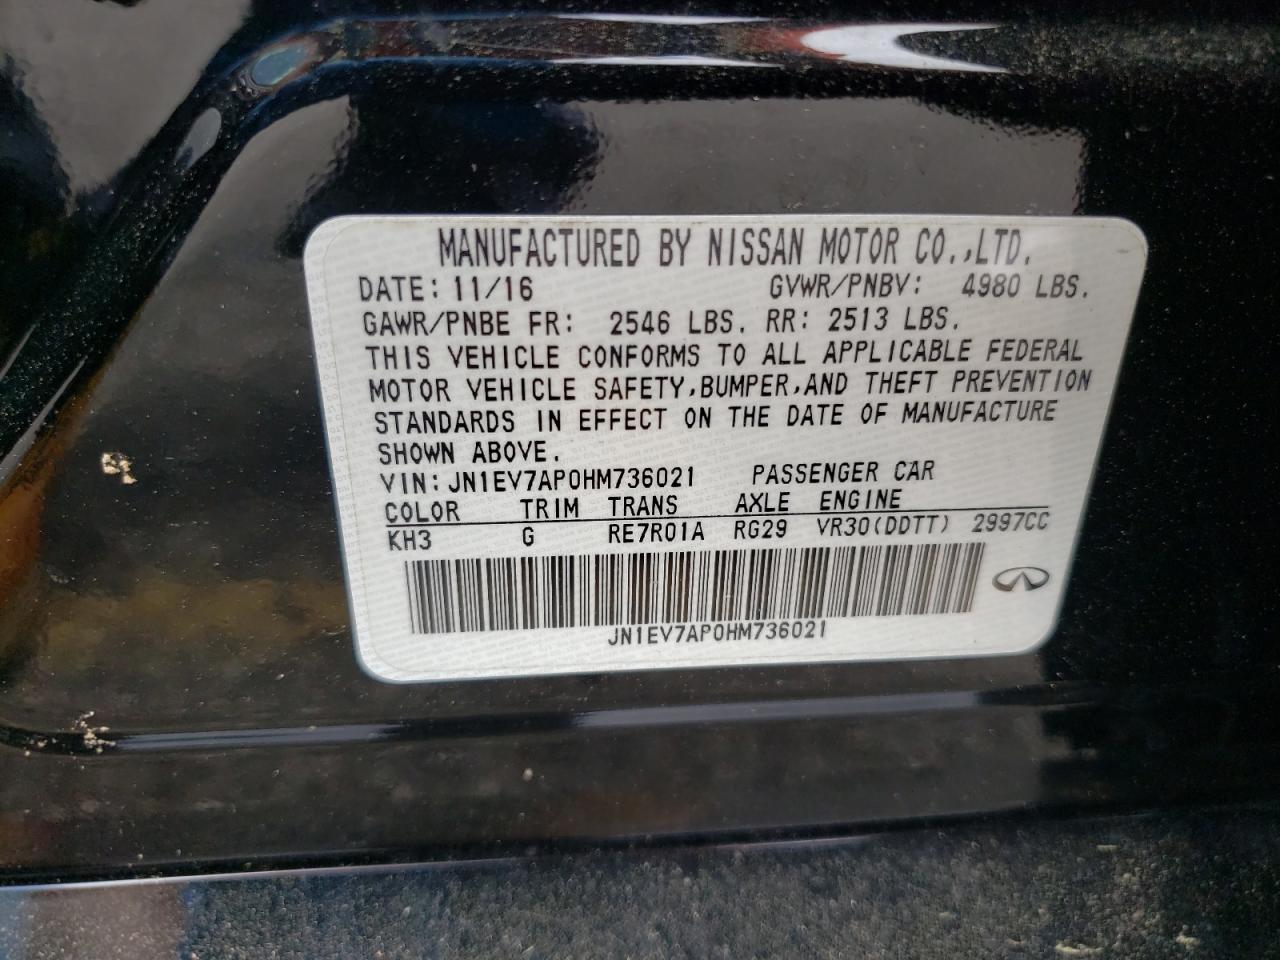 MANUFACTURED BY NISSAN MOTOR CO.,LTD.
DATE: 11/16 GVWR/PNBV: 4980 LBS.
GAWR/PNBE FR: 2546 LBS. RR: 2513 LBS.
THIS VEHICLE CONFORMS TO ALL APPLICABLE FEDERAL
MOTOR VEHICLE SAFETY,BUMPER,AND THEFT PREVENTION
STANDARDS IN EFFECT ON THE DATE OF MANUFACTURE
SHOWN ABOVE.
VIN: JN1EV7AP0HM736021 PASSENGER CAR
COLOR TRIM TRANS AXLE ENGINE
KH3 G RE7R01A RG29 VR30(DDTT) 2997CC
JN1EV7AP0HM736021